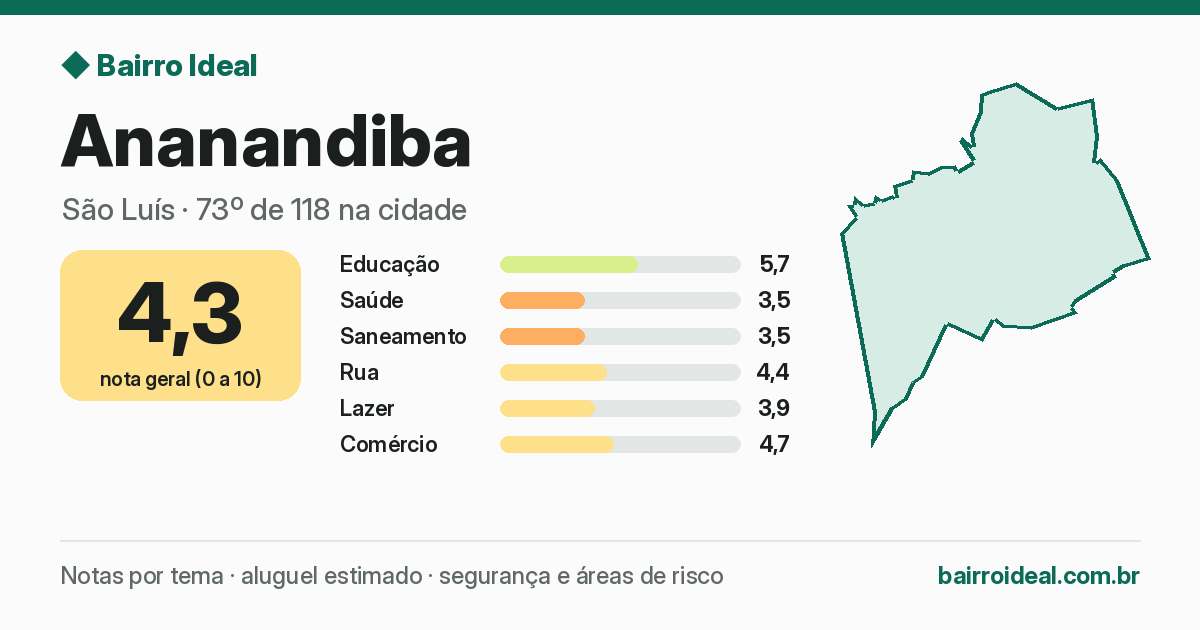 Bairro Ideal
Ananandiba
São Luís · 73º de 118 na cidade
4,3
nota geral (0 a 10)
Educação 5,7
Saúde 3,5
Saneamento 3,5
Rua 4,4
Lazer 3,9
Comércio 4,7
Notas por tema · aluguel estimado · segurança e áreas de risco
bairroideal.com.br